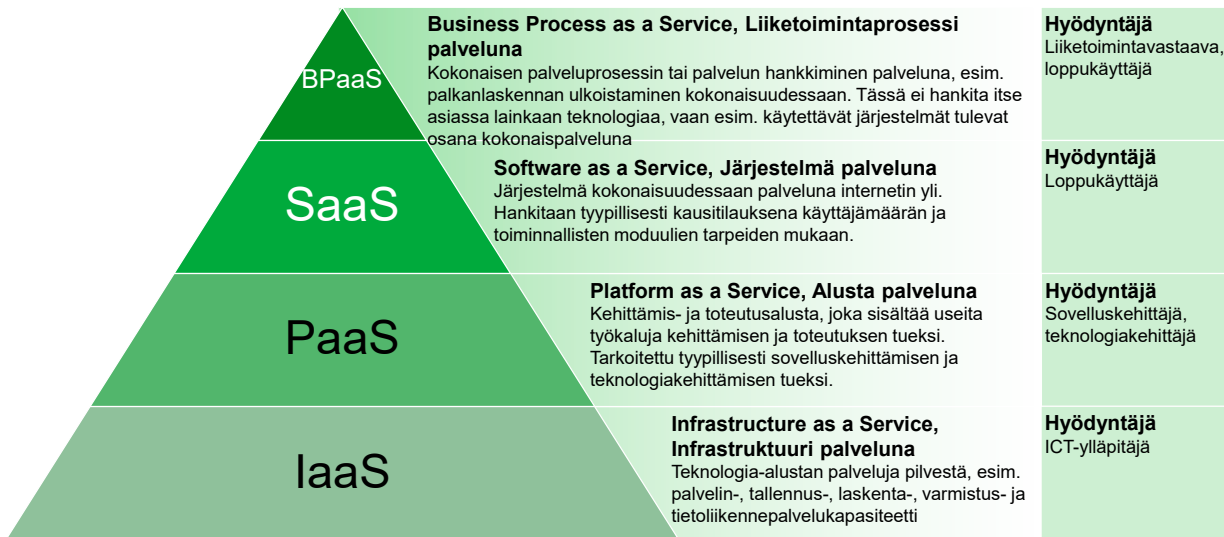 BPaaS
Business Process as a Service, Liiketoimintaprosessi
palveluna
Kokonaisen palveluprosessin tai palvelun hankkiminen palveluna, esim.
palkanlaskennan ulkoistaminen kokonaisuudessaan. Tässä ei hankita itse
asiassa lainkaan teknologiaa, vaan esim. käytettävät järjestelmät tulevat
osana kokonaispalveluna
Hyödyntäjä
Liiketoimintavastaava,
loppukäyttäjä
SaaS
Software as a Service, Järjestelmä palveluna
Järjestelmä kokonaisuudessaan palveluna internetin yli.
Hankitaan tyypillisesti kausitilauksena käyttäjämäärän ja
toiminnallisten moduulien tarpeiden mukaan.
Hyödyntäjä
Loppukäyttäjä
PaaS
Platform as a Service, Alusta palveluna
Kehittämis- ja toteutusalusta, joka sisältää useita
työkaluja kehittämisen ja toteutuksen tueksi.
Tarkoitettu tyypillisesti sovelluskehittämisen ja
teknologiakehittämisen tueksi.
Hyödyntäjä
Sovelluskehittäjä,
teknologiakehittäjä
IaaS
Infrastructure as a Service,
Infrastruktuuri palveluna
Teknologia-alustan palveluja pilvestä, esim.
palvelin-, tallennus-, laskenta-, varmistus- ja
tietoliikennepalvelukapasiteetti
Hyödyntäjä
ICT-ylläpitäjä